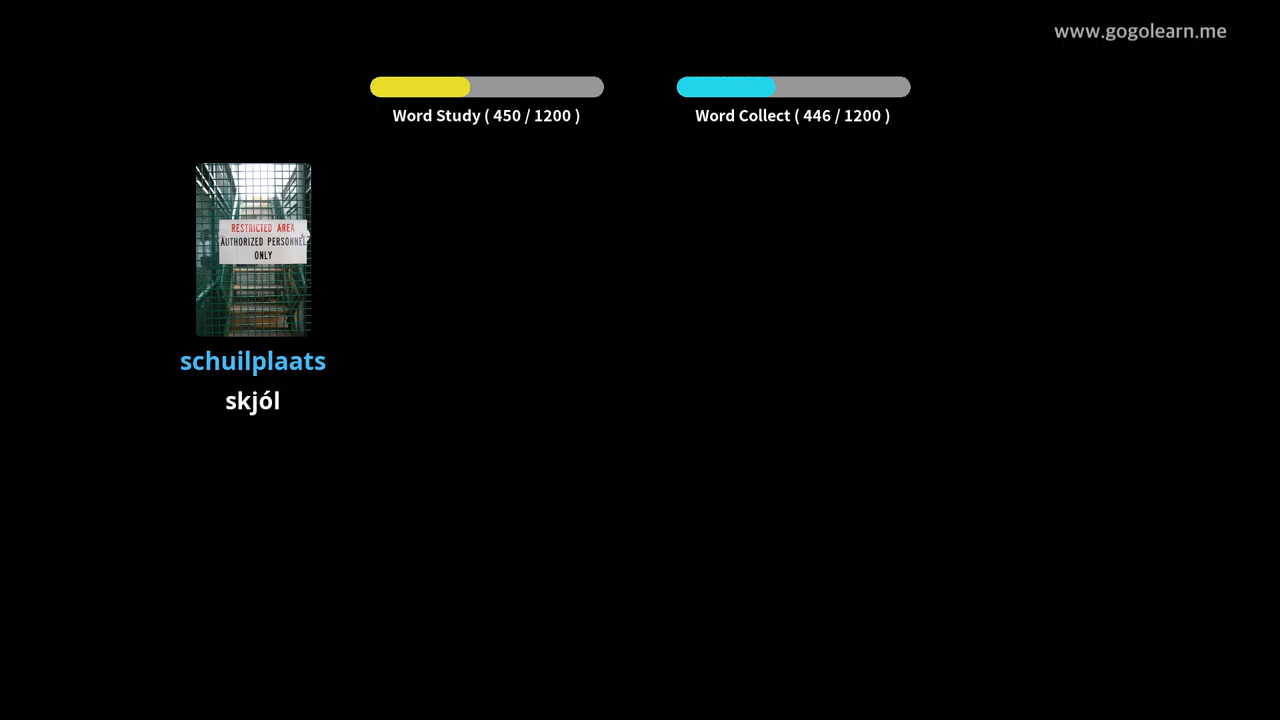 www.gogolearn.me
Word Study ( 450 / 1200 )
Word Collect ( 446 / 1200 )
RESTRICTED AREA
AUTHORIZED PERSONNEL
ONLY
schuilplaats
skjól